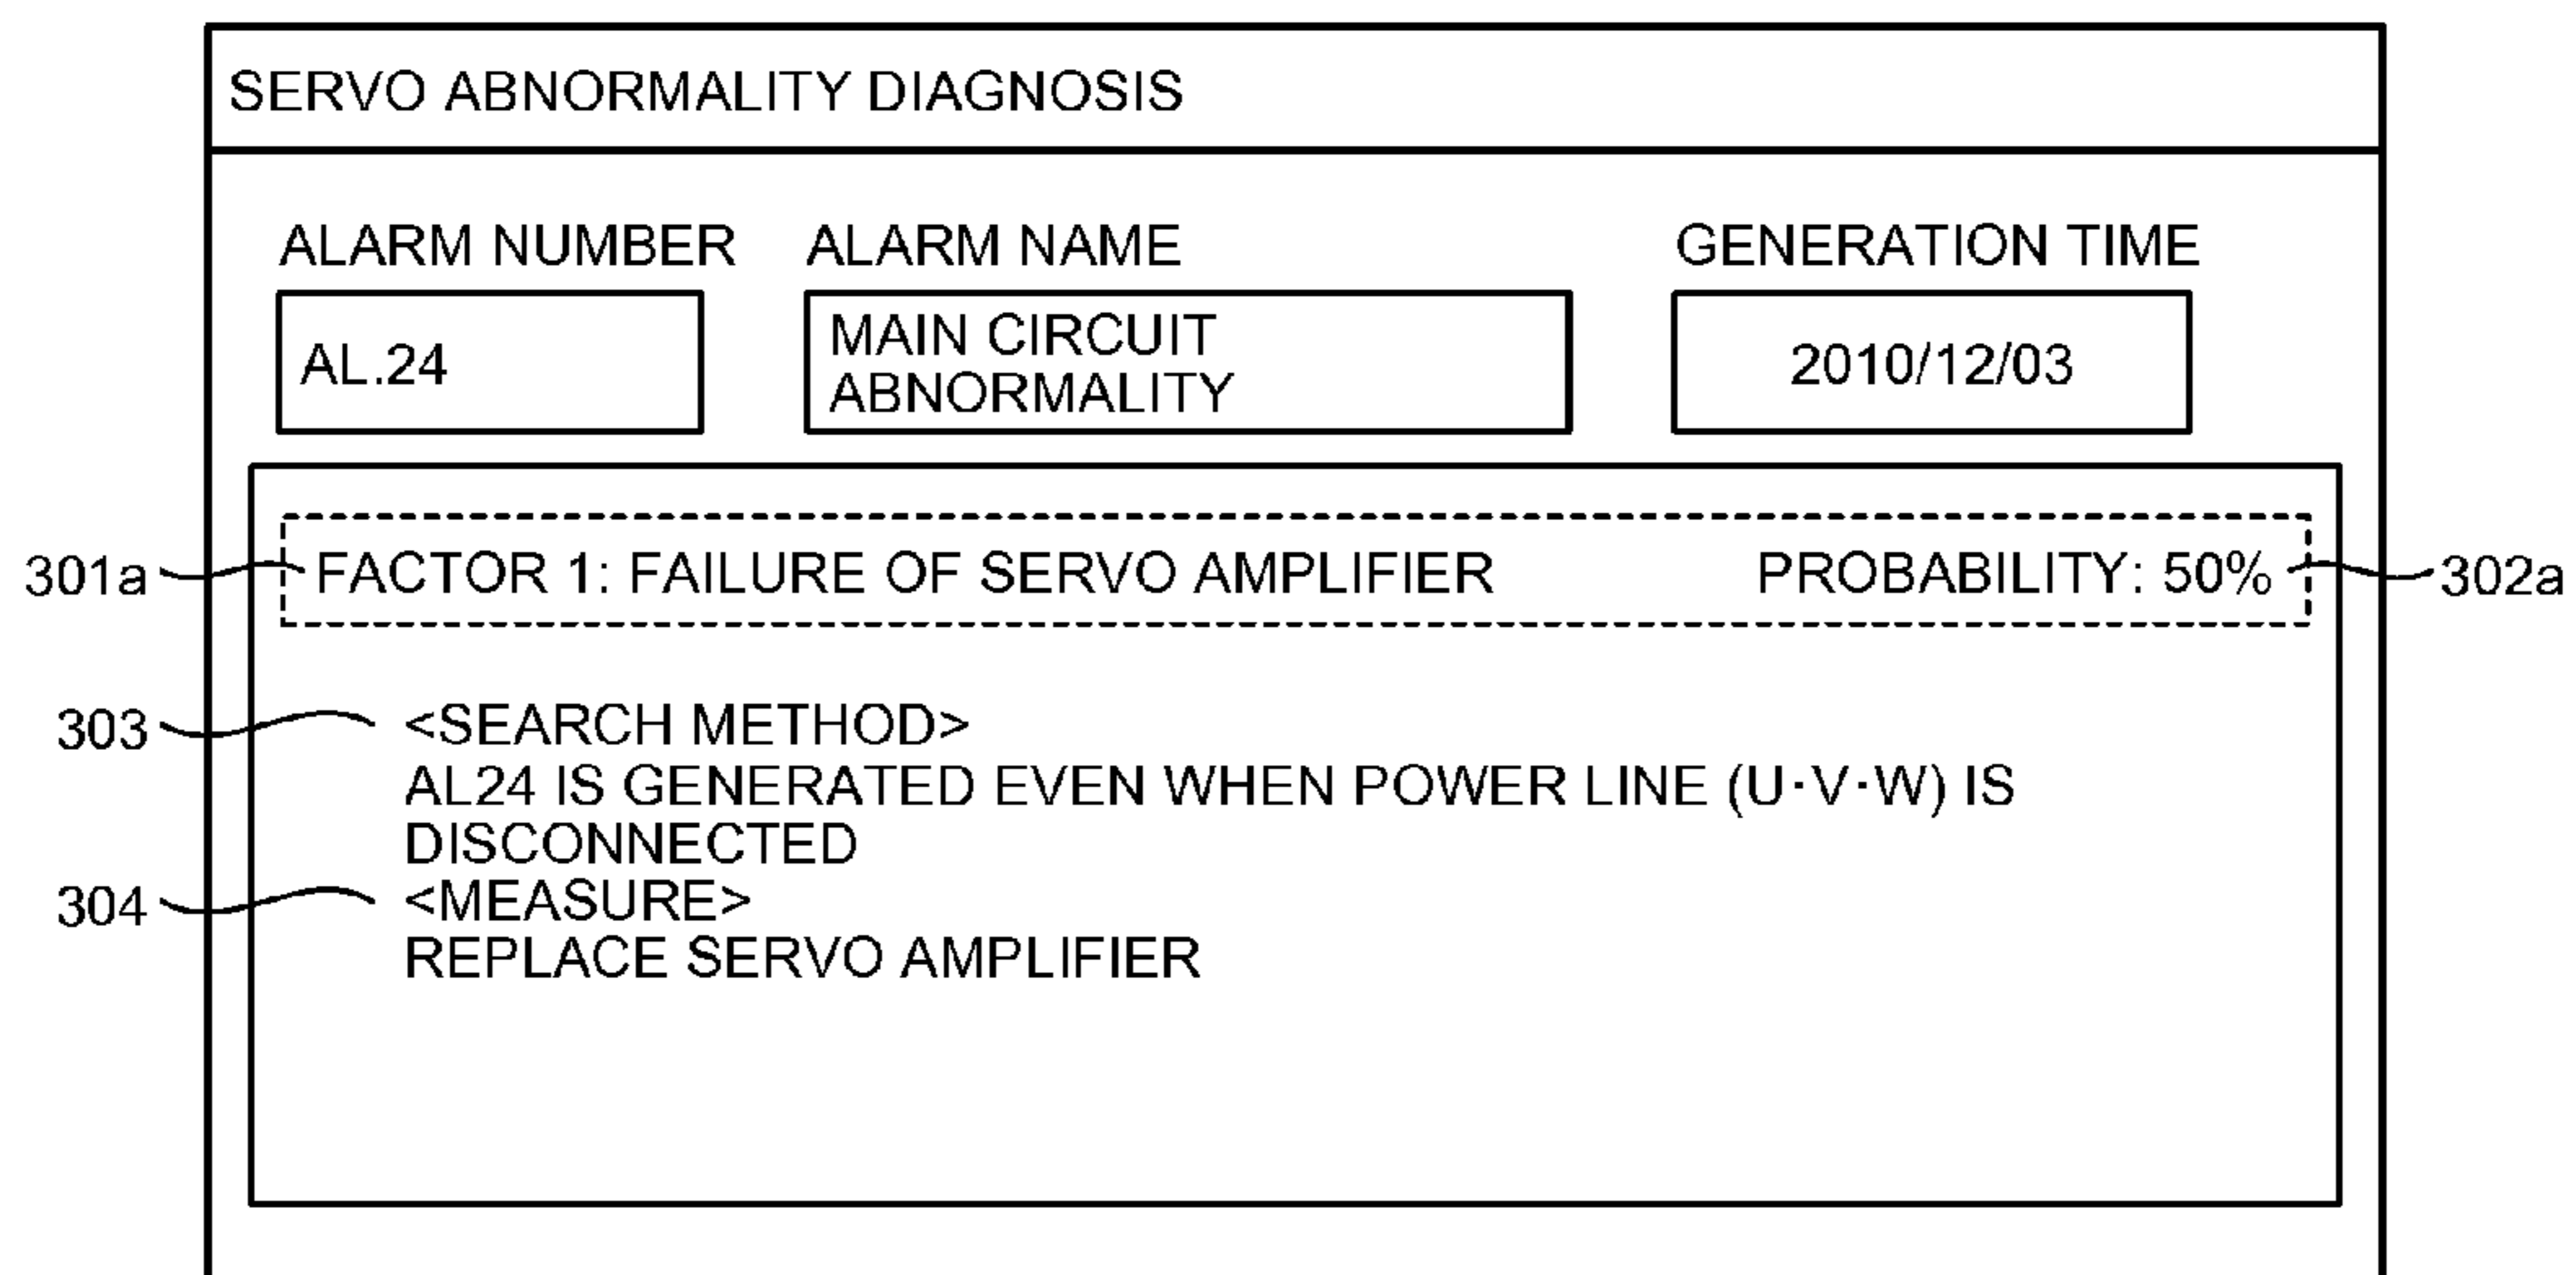 SERVO ABNORMALITY DIAGNOSIS
ALARM NUMBER
ALARM NAME
GENERATION TIME
AL.24
MAIN CIRCUIT
ABNORMALITY
2010/12/03
301a
FACTOR 1: FAILURE OF SERVO AMPLIFIER
PROBABILITY: 50%
302a
303
<SEARCH METHOD>
AL24 IS GENERATED EVEN WHEN POWER LINE (U·V·W) IS
DISCONNECTED
304
<MEASURE>
REPLACE SERVO AMPLIFIER